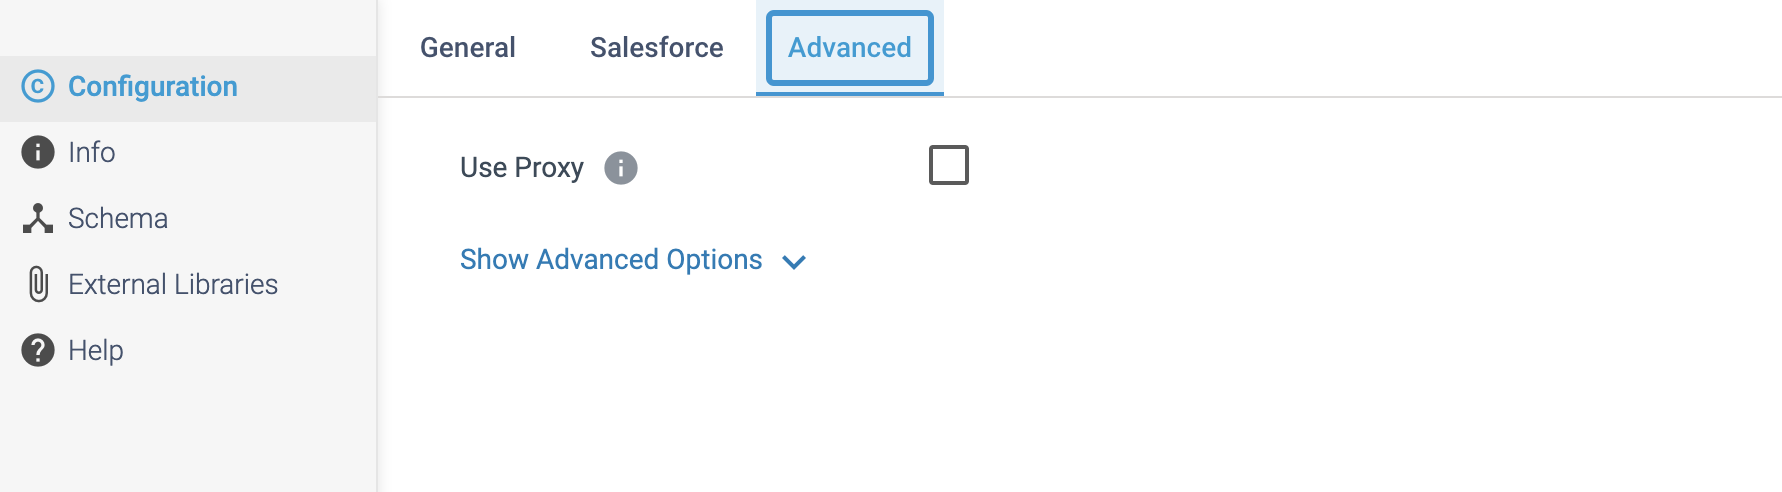 Configuration
Info
Schema
External Libraries
Help
General Salesforce Advanced
Use Proxy
Show Advanced Options